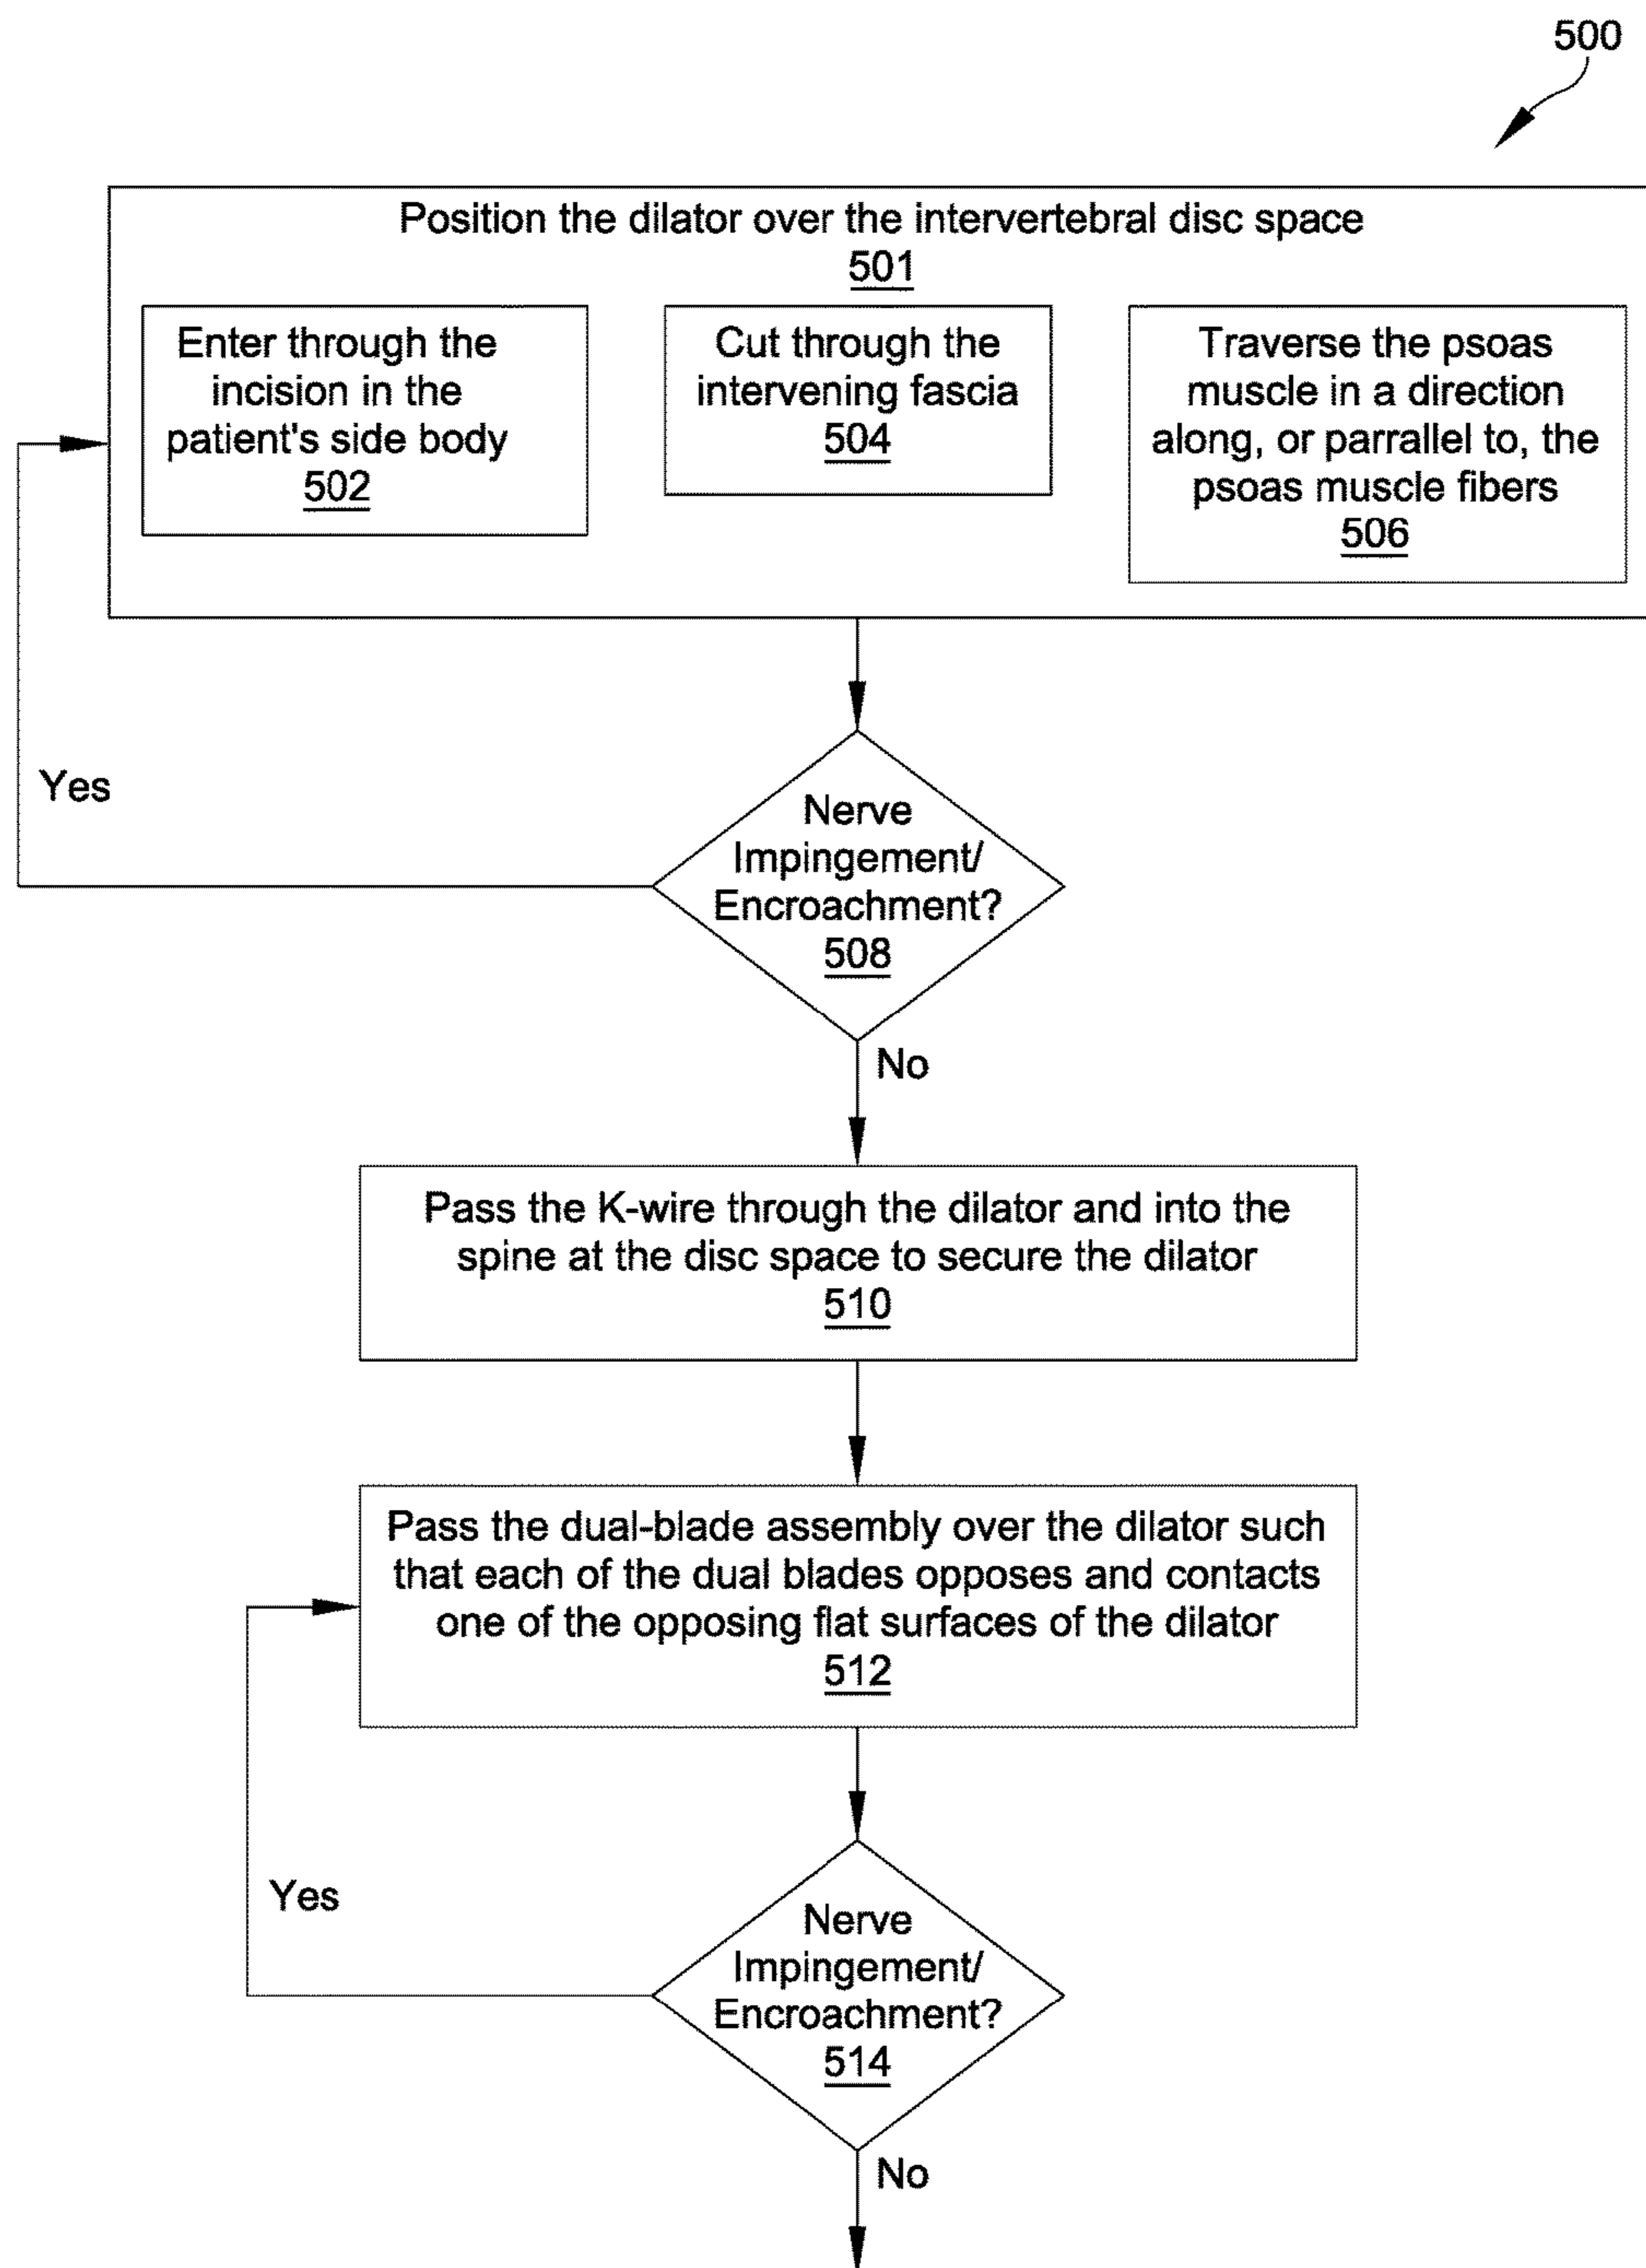 500
Position the dilator over the intervertebral disc space
501
Enter through the
incision in the
patient's side body
502
Cut through the
intervening fascia
504
Traverse the psoas
muscle in a direction
along, or parrallel to, the
psoas muscle fibers
506
Yes
Nerve
Impingement/
Encroachment?
508
No
Pass the K-wire through the dilator and into the
spine at the disc space to secure the dilator
510
Pass the dual-blade assembly over the dilator such
that each of the dual blades opposes and contacts
one of the opposing flat surfaces of the dilator
512
Yes
Nerve
Impingement/
Encroachment?
514
No